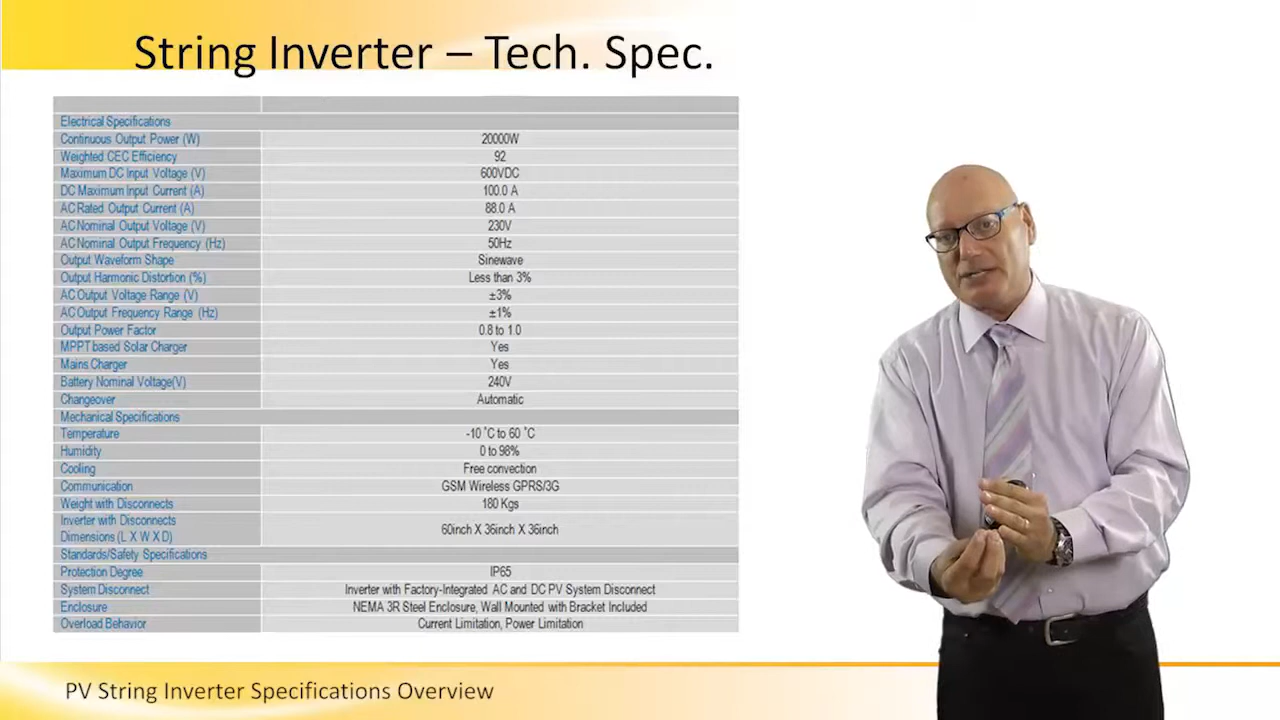 String Inverter – Tech. Spec.
Electrical Specifications
Continuous Output Power (W) 20000W
Weighted CEC Efficiency 92
Maximum DC Input Voltage (V) 600VDC
DC Maximum Input Current (A) 100.0 A
AC Rated Output Current (A) 88.0 A
AC Nominal Output Voltage (V) 230V
AC Nominal Output Frequency (Hz) 50Hz
Output Waveform Shape Sinewave
Output Harmonic Distortion (%) Less than 3%
AC Output Voltage Range (V) ±3%
AC Output Frequency Range (Hz) ±1%
Output Power Factor 0.8 to 1.0
MPPT based Solar Charger Yes
Mains Charger Yes
Battery Nominal Voltage(V) 240V
Changeover Automatic
Mechanical Specifications
Temperature -10 ˚C to 60 ˚C
Humidity 0 to 98%
Cooling Free convection
Communication GSM Wireless GPRS/3G
Weight with Disconnects 180 Kgs
Inverter with Disconnects
Dimensions (L X W X D) 60inch X 36inch X 36inch
Standards/Safety Specifications
Protection Degree IP65
System Disconnect Inverter with Factory-Integrated AC and DC PV System Disconnect
Enclosure NEMA 3R Steel Enclosure, Wall Mounted with Bracket Included
Overload Behavior Current Limitation, Power Limitation
PV String Inverter Specifications Overview